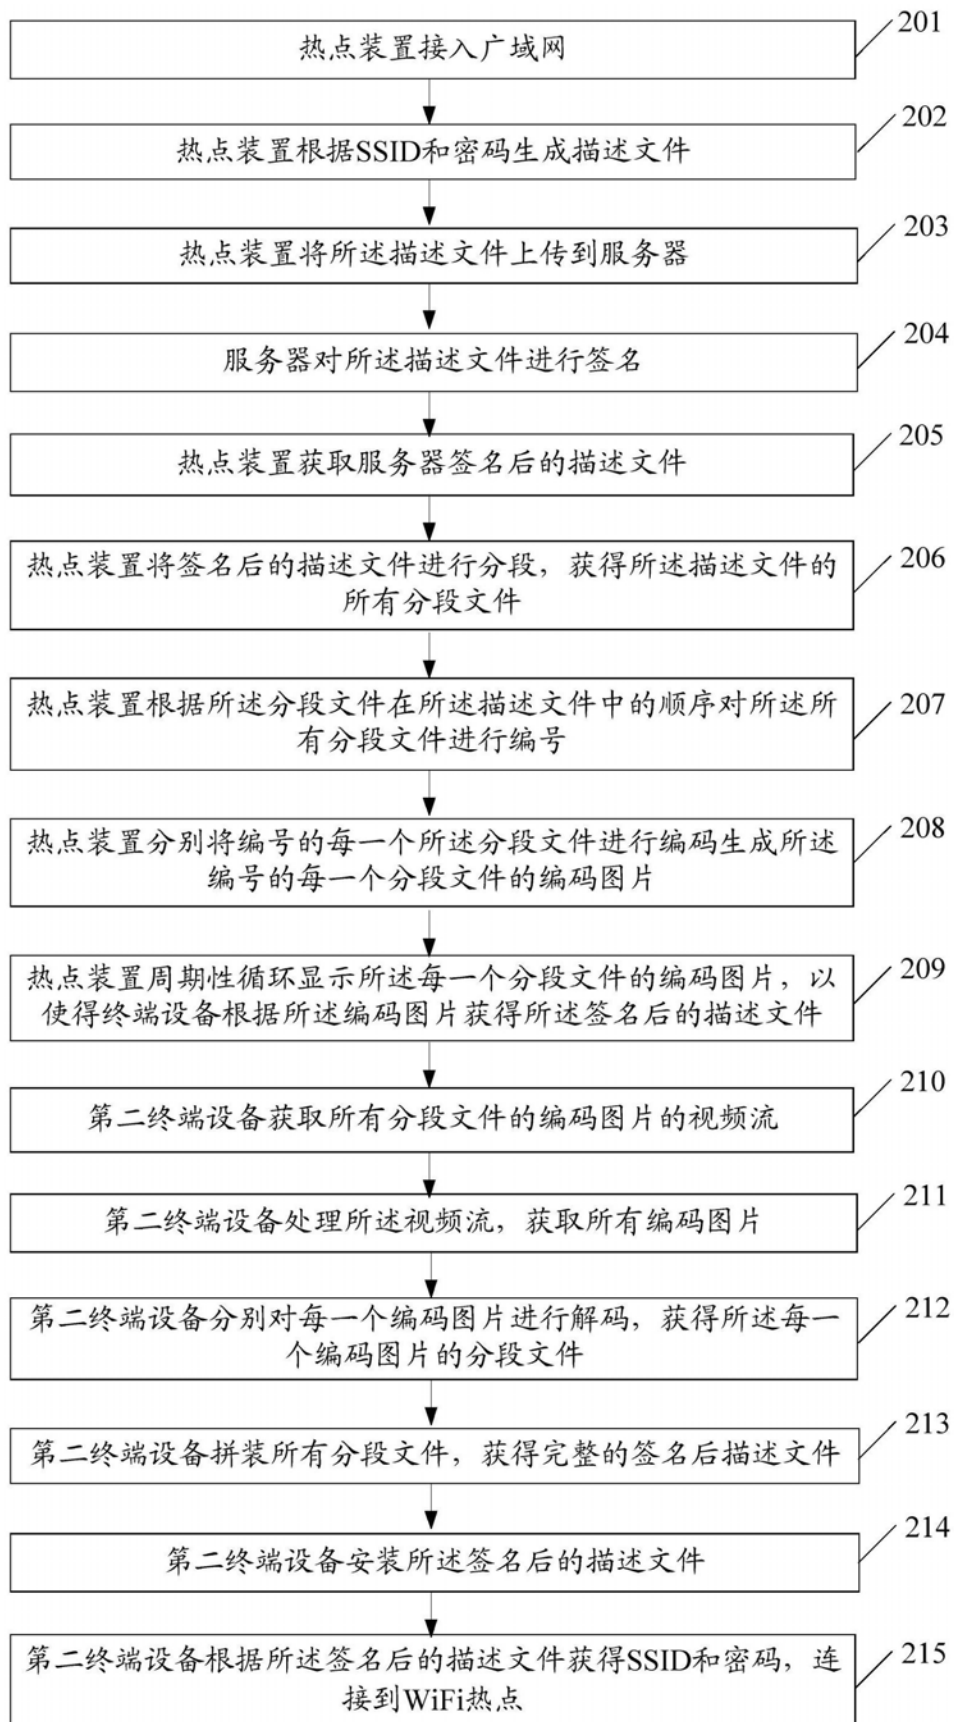 热点装置接入广域网
201
热点装置根据SSID和密码生成描述文件
202
热点装置将所述描述文件上传到服务器
203
服务器对所述描述文件进行签名
204
热点装置获取服务器签名后的描述文件
205
热点装置将签名后的描述文件进行分段，获得所述描述文件的
所有分段文件
206
热点装置根据所述分段文件在所述描述文件中的顺序对所述所
有分段文件进行编号
207
热点装置分别将编号的每一个所述分段文件进行编码生成所述
编号的每一个分段文件的编码图片
208
热点装置周期性循环显示所述每一个分段文件的编码图片，以
使得终端设备根据所述编码图片获得所述签名后的描述文件
209
第二终端设备获取所有分段文件的编码图片的视频流
210
第二终端设备处理所述视频流，获取所有编码图片
211
第二终端设备分别对每一个编码图片进行解码，获得所述每一
个编码图片的分段文件
212
第二终端设备拼装所有分段文件，获得完整的签名后描述文件
213
第二终端设备安装所述签名后的描述文件
214
第二终端设备根据所述签名后的描述文件获得SSID和密码，连
接到WiFi热点
215